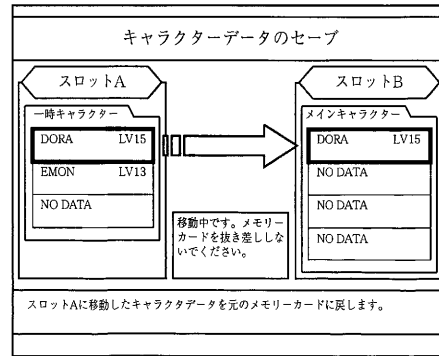 キャラクターデータのセーブ
スロットA
スロットB
一時キャラクター
DORA LV15
EMON LV13
NO DATA
メインキャラクター
DORA LV15
NO DATA
NO DATA
NO DATA
移動中です。メモリー
カードを抜き差ししな
いでください。
スロットAに移動したキャラクタデータを元のメモリーカードに戻します。